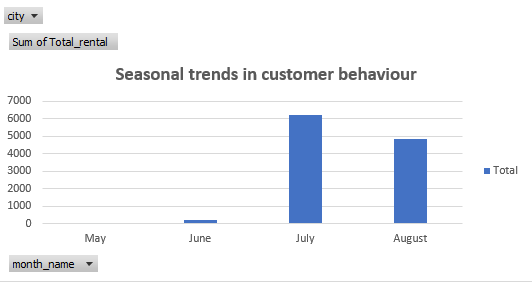 city
Sum of Total_rental
Seasonal trends in customer behaviour
7000
6000
5000
4000
3000
2000
1000
0
May June July August
Total
month_name